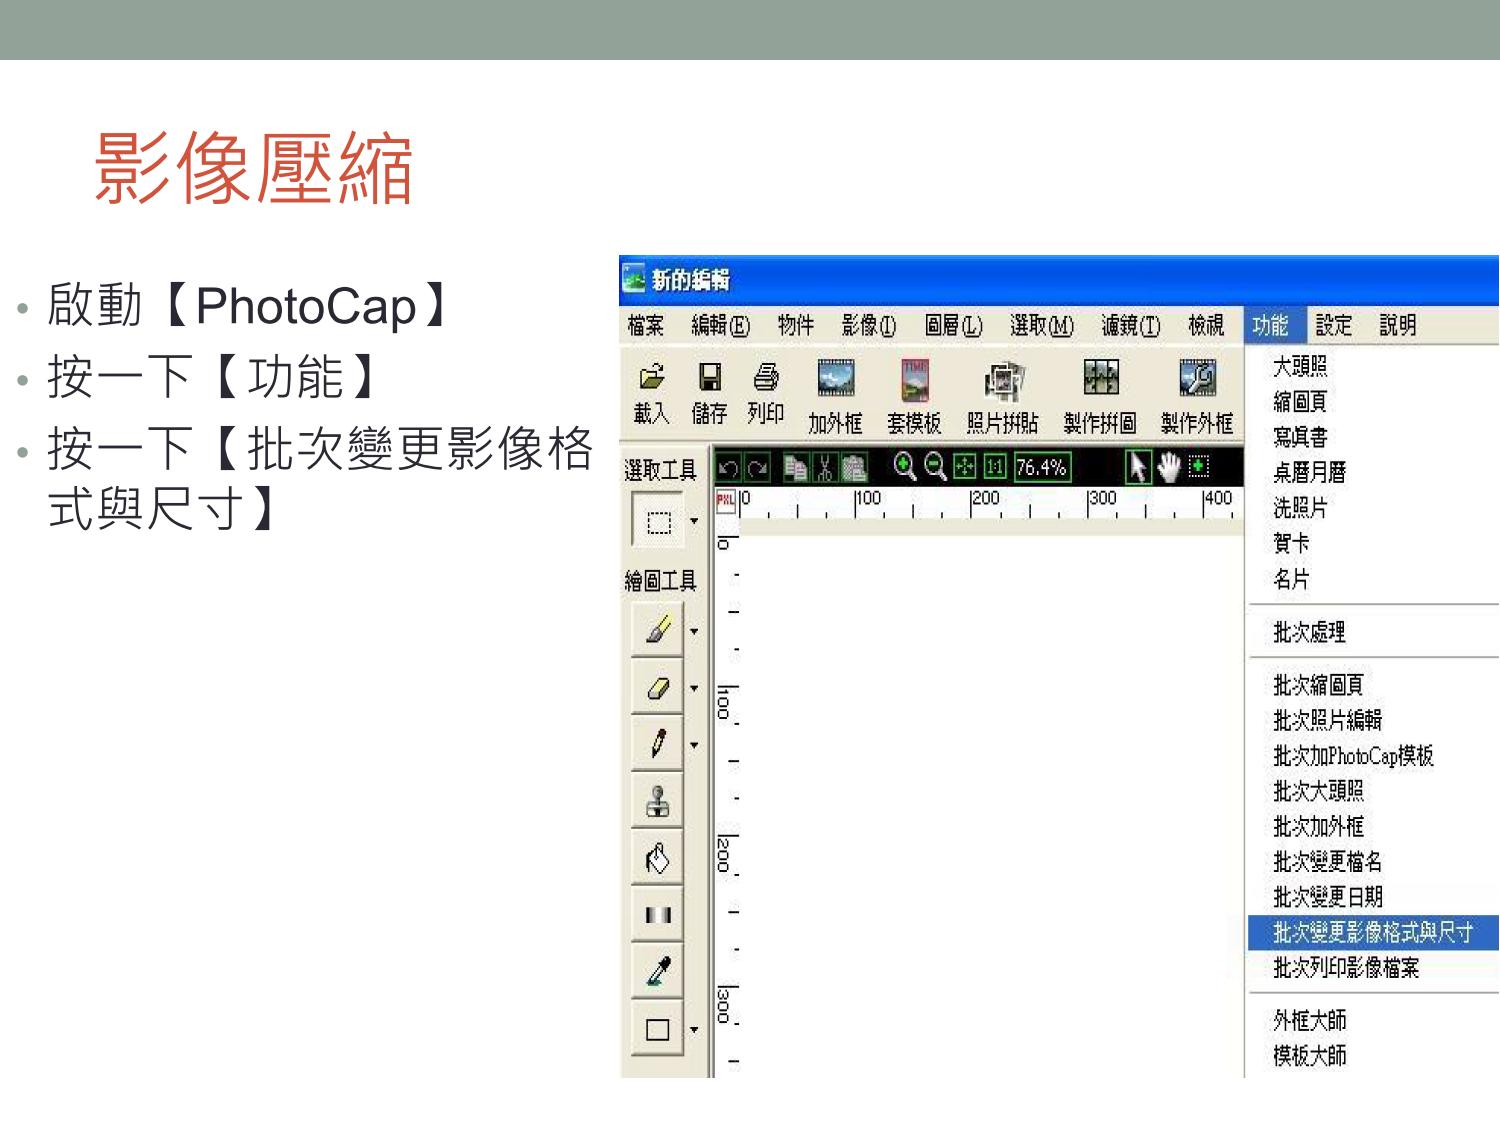 影像壓縮
• 啟動【PhotoCap】
• 按一下【功能】
• 按一下【批次變更影像格
式與尺寸】
新的編輯
檔案 編輯(E) 物件 影像(I) 圖層(L) 選取(M) 濾鏡(T) 檢視 功能 設定 說明
載入 儲存 列印 加外框 套模板 照片拼貼 製作拼圖 製作外框
選取工具
1:1 76.4%
PXL 0 100 200 300 400
繪圖工具
0
100
200
300
大頭照
縮圖頁
寫真書
桌曆月曆
洗照片
賀卡
名片
批次處理
批次縮圖頁
批次照片編輯
批次加PhotoCap模板
批次大頭照
批次加外框
批次變更檔名
批次變更日期
批次變更影像格式與尺寸
批次列印影像檔案
外框大師
模板大師